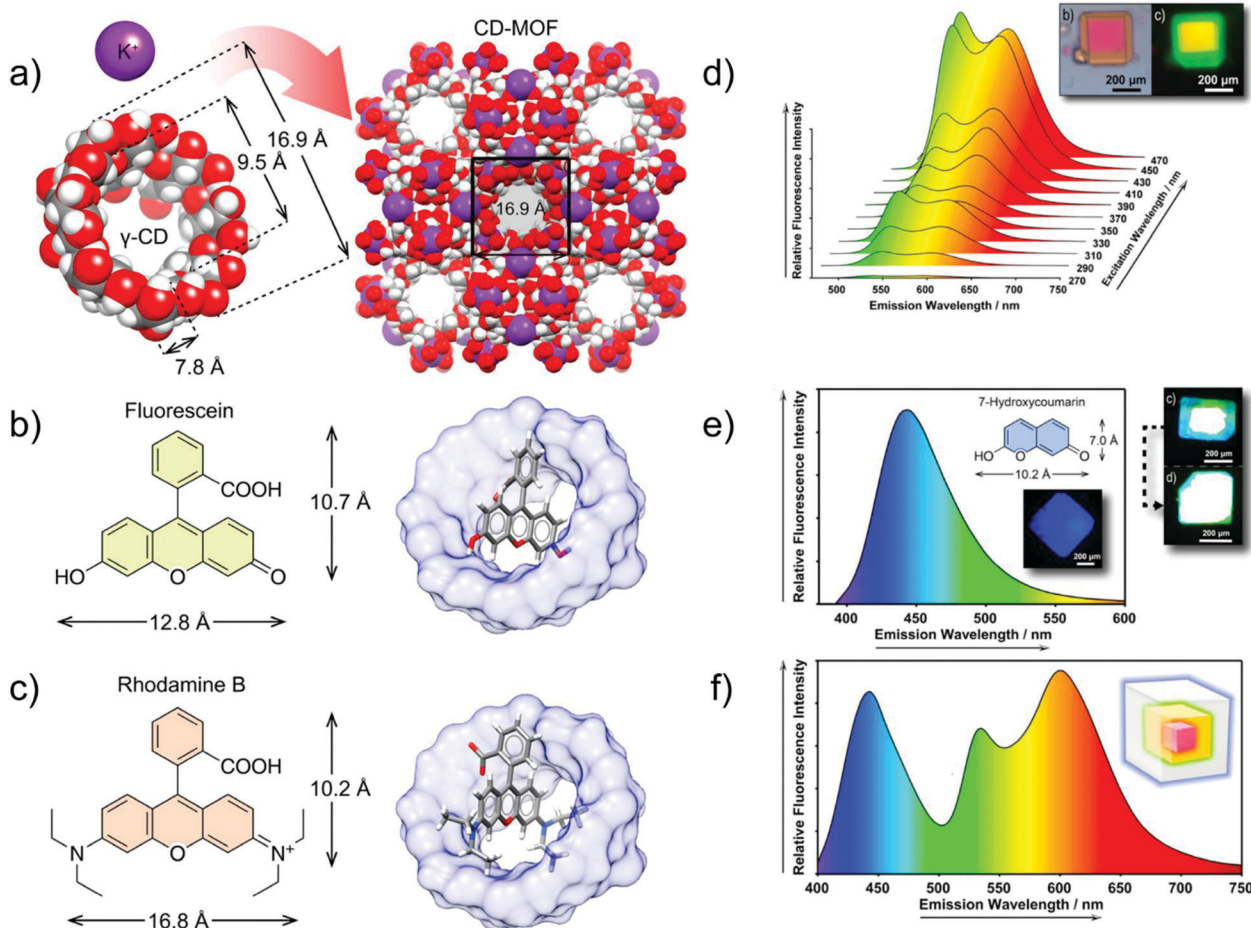 a)
K⁺
CD-MOF
16.9 Å
9.5 Å
γ-CD
7.8 Å
16.9 Å
b)
Fluorescein
COOH
HO
O
O
10.7 Å
12.8 Å
c)
Rhodamine B
COOH
N
O
N⁺
10.2 Å
16.8 Å
d)
Relative Fluorescence Intensity
b)
200 µm
c)
200 µm
470
450
430
410
390
370
350
330
310
290
270
Excitation Wavelength / nm
500 550 600 650 700 750
Emission Wavelength / nm
e)
Relative Fluorescence Intensity
7-Hydroxycoumarin
HO
O
O
7.0 Å
10.2 Å
200 µm
c)
200 µm
d)
200 µm
400 450 500 550 600
Emission Wavelength / nm
f)
Relative Fluorescence Intensity
400 450 500 550 600 650 700 750
Emission Wavelength / nm